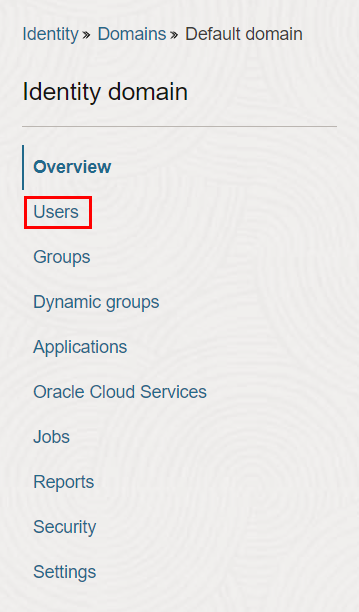 Identity » Domains » Default domain
Identity domain
Overview
Users
Groups
Dynamic groups
Applications
Oracle Cloud Services
Jobs
Reports
Security
Settings